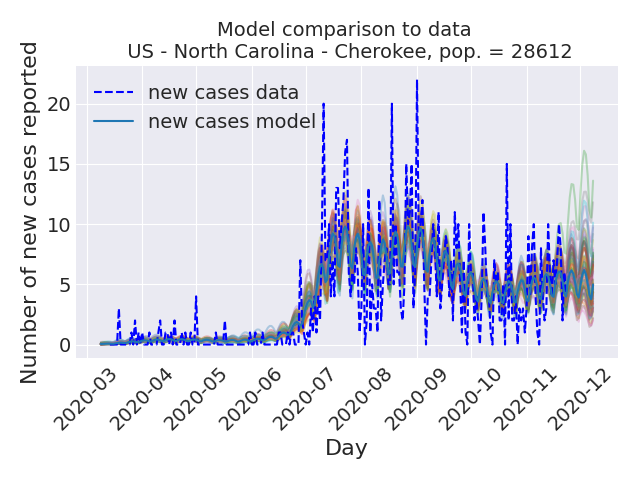 Model comparison to data
US - North Carolina - Cherokee, pop. = 28612
Number of new cases reported
20
15
10
5
0
new cases data
new cases model
2020-03
2020-04
2020-05
2020-06
2020-07
2020-08
2020-09
2020-10
2020-11
2020-12
Day